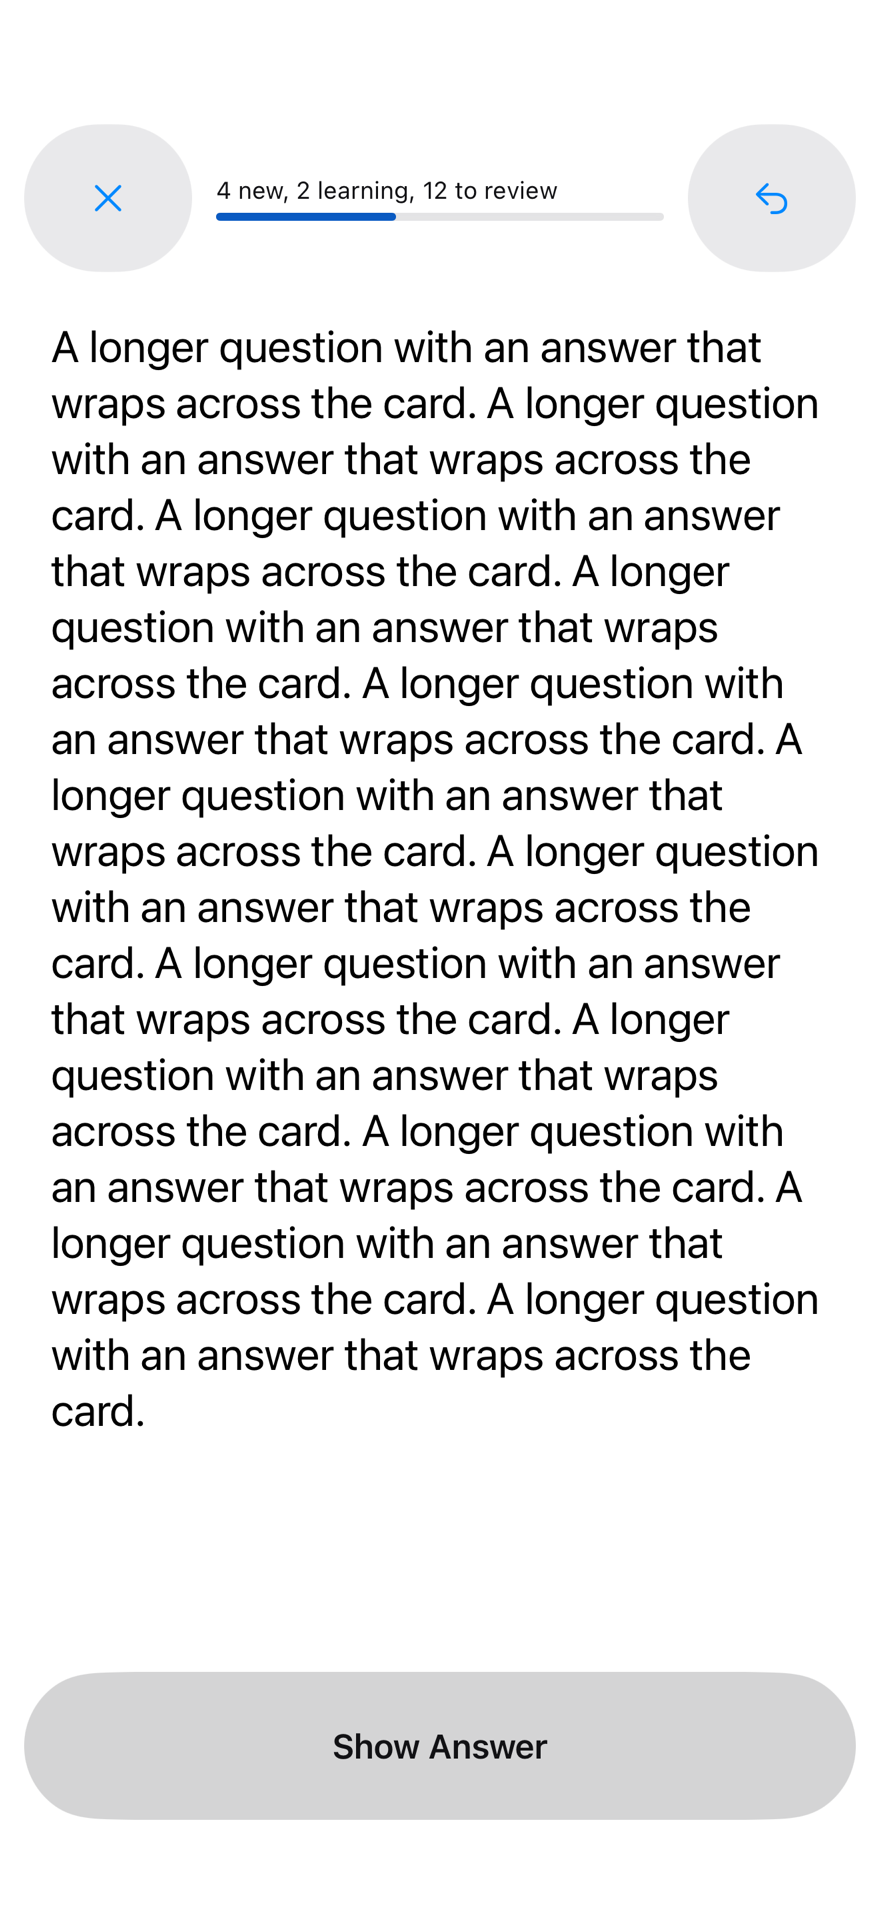 4 new, 2 learning, 12 to review
A longer question with an answer that
wraps across the card. A longer question
with an answer that wraps across the
card. A longer question with an answer
that wraps across the card. A longer
question with an answer that wraps
across the card. A longer question with
an answer that wraps across the card. A
longer question with an answer that
wraps across the card. A longer question
with an answer that wraps across the
card. A longer question with an answer
that wraps across the card. A longer
question with an answer that wraps
across the card. A longer question with
an answer that wraps across the card. A
longer question with an answer that
wraps across the card. A longer question
with an answer that wraps across the
card.
Show Answer